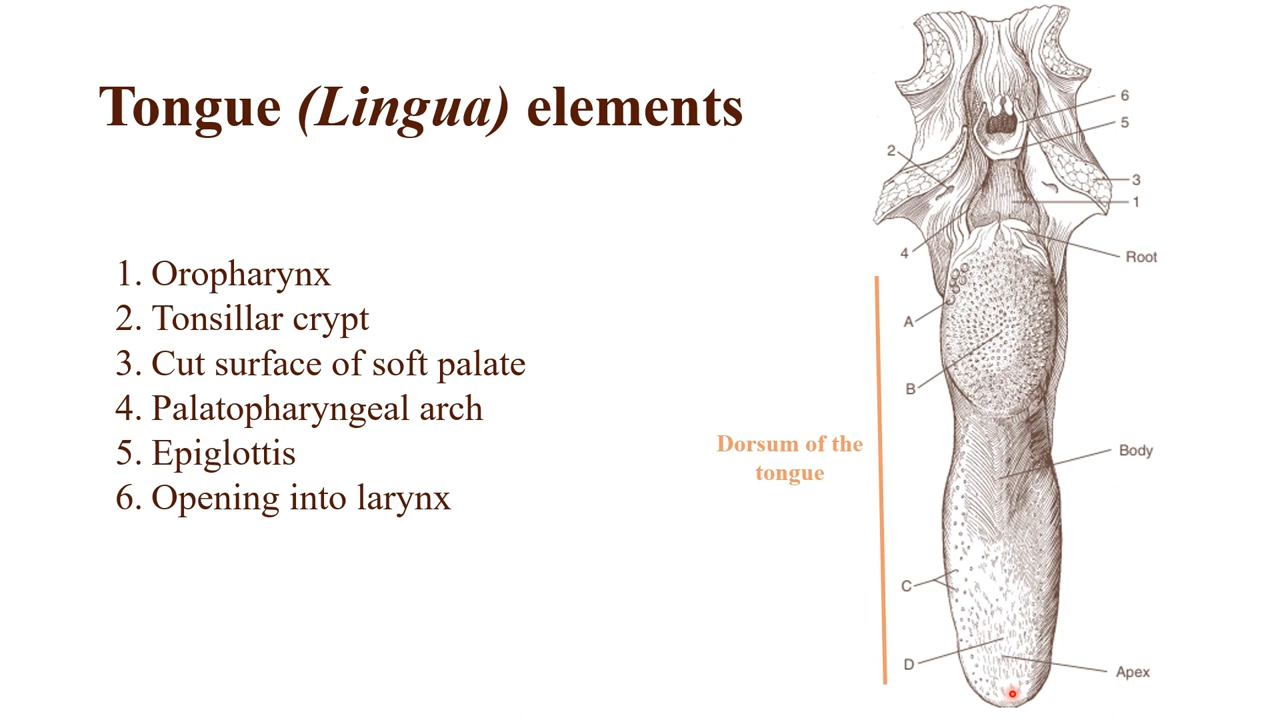 Tongue (Lingua) elements
1. Oropharynx
2. Tonsillar crypt
3. Cut surface of soft palate
4. Palatopharyngeal arch
5. Epiglottis
6. Opening into larynx
Dorsum of the
tongue
6
5
2
3
1
4
Root
A
B
Body
C
D
Apex